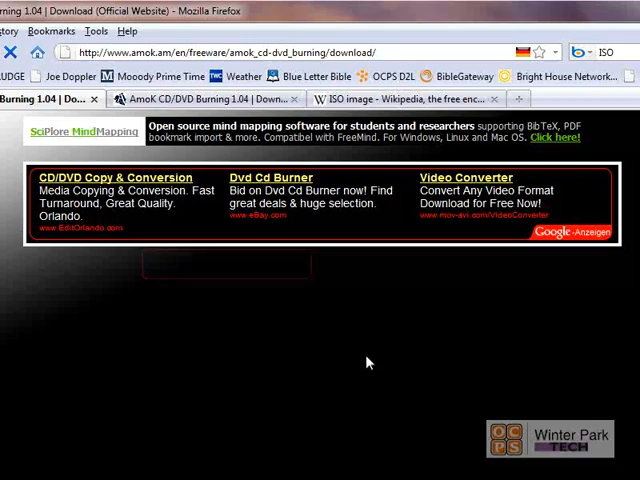 urning 1.04 | Download (Official Website) - Mozilla Firefox
story Bookmarks Tools Help
http://www.amok.am/en/freeware/amok_cd-dvd_burning/download/ ISO
UDGE Joe Doppler Mooody Prime Time Weather Blue Letter Bible OCPS D2L BibleGateway Bright House Network...
Burning 1.04 | Do... AmoK CD/DVD Burning 1.04 | Down... W ISO image - Wikipedia, the free enc...
SciPlore MindMapping
Open source mind mapping software for students and researchers supporting BibTeX, PDF
bookmark import & more. Compatibel with FreeMind. For Windows, Linux and Mac OS. Click here!
CD/DVD Copy & Conversion
Media Copying & Conversion. Fast
Turnaround, Great Quality.
Orlando.
www.EditOrlando.com
Dvd Cd Burner
Bid on Dvd Cd Burner now! Find
great deals & huge selection.
www.eBay.com
Video Converter
Convert Any Video Format
Download for Free Now!
www.mov-avi.com/VideoConverter
Google-Anzeigen
OCPS
Winter Park
TECH